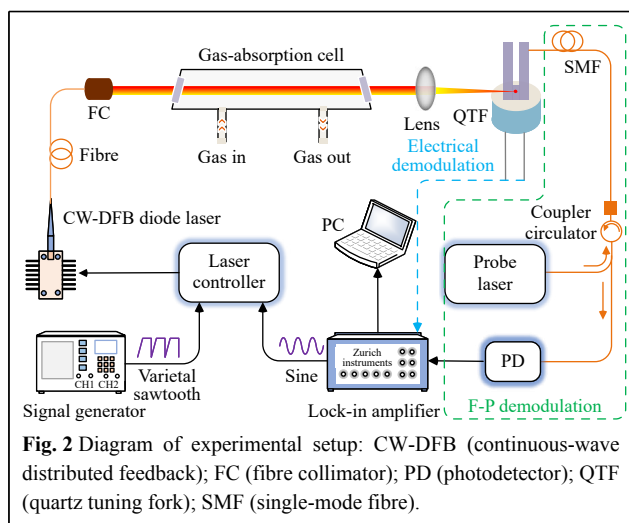 Gas-absorption cell
SMF
FC
Lens
QTF
Gas in
Gas out
Electrical
demodulation
Fibre
CW-DFB diode laser
PC
Coupler
circulator
Laser
controller
Probe
laser
Zurich
instruments
PD
CH1 CH2
Varietal
sawtooth
Sine
Signal generator
Lock-in amplifier
F-P demodulation
Fig. 2 Diagram of experimental setup: CW-DFB (continuous-wave
distributed feedback); FC (fibre collimator); PD (photodetector); QTF
(quartz tuning fork); SMF (single-mode fibre).